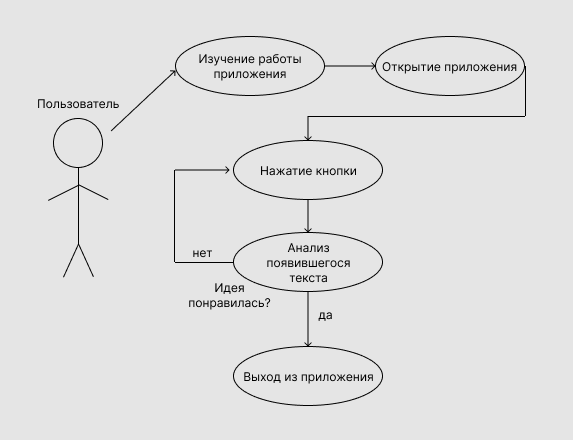 Изучение работы
приложения
Открытие приложения
Пользователь
Нажатие кнопки
Анализ
появившегося
текста
нет
Идея
понравилась?
да
Выход из приложения